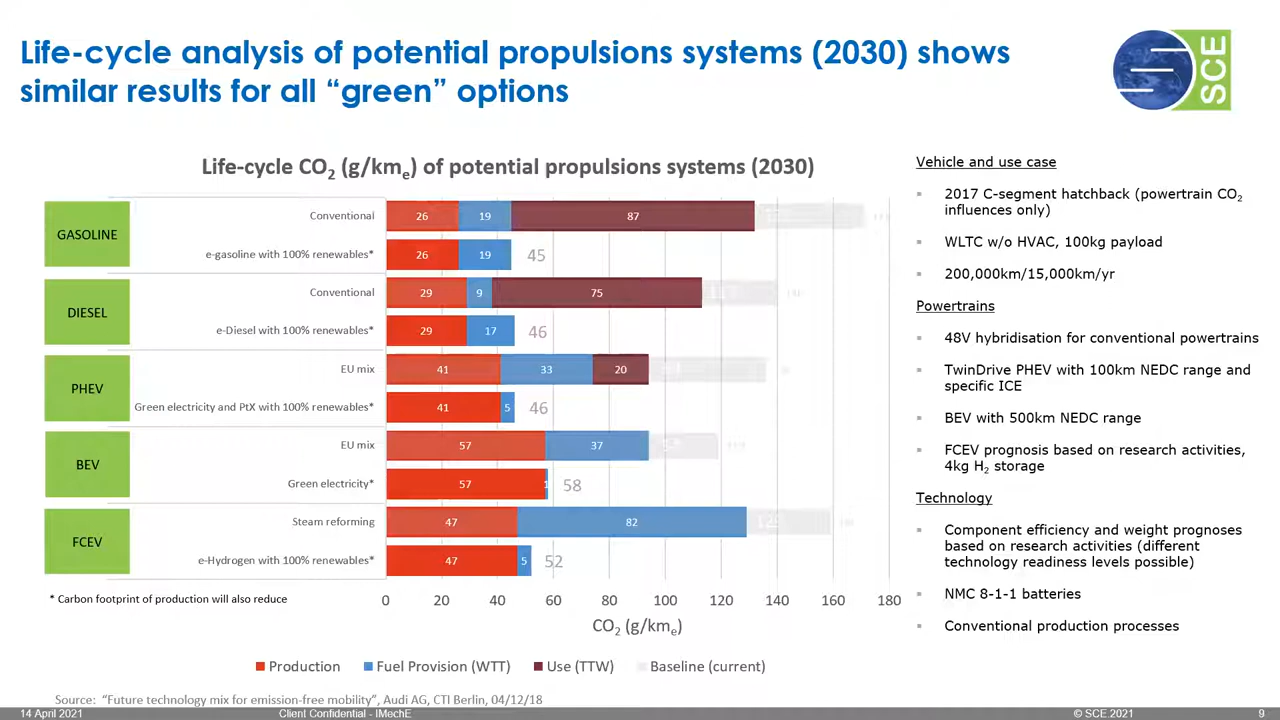 Life-cycle analysis of potential propulsions systems (2030) shows
similar results for all “green” options
SCE
Life-cycle CO2 (g/kme) of potential propulsions systems (2030)
GASOLINE
Conventional
26 19 87
e-gasoline with 100% renewables*
26 19 45
DIESEL
Conventional
29 9 75
e-Diesel with 100% renewables*
29 17 46
PHEV
EU mix
41 33 20
Green electricity and PtX with 100% renewables*
41 5 46
BEV
EU mix
57 37
Green electricity*
57 1 58
FCEV
Steam reforming
47 82
e-Hydrogen with 100% renewables*
47 5 52
* Carbon footprint of production will also reduce
0 20 40 60 80 100 120 140 160 180
CO2 (g/kme)
Production Fuel Provision (WTT) Use (TTW) Baseline (current)
Vehicle and use case
2017 C-segment hatchback (powertrain CO2
influences only)
WLTC w/o HVAC, 100kg payload
200,000km/15,000km/yr
Powertrains
48V hybridisation for conventional powertrains
TwinDrive PHEV with 100km NEDC range and
specific ICE
BEV with 500km NEDC range
FCEV prognosis based on research activities,
4kg H2 storage
Technology
Component efficiency and weight prognoses
based on research activities (different
technology readiness levels possible)
NMC 8-1-1 batteries
Conventional production processes
Source: “Future technology mix for emission-free mobility”, Audi AG, CTI Berlin, 04/12/18
14 April 2021 Client Confidential - IMechE © SCE 2021 9